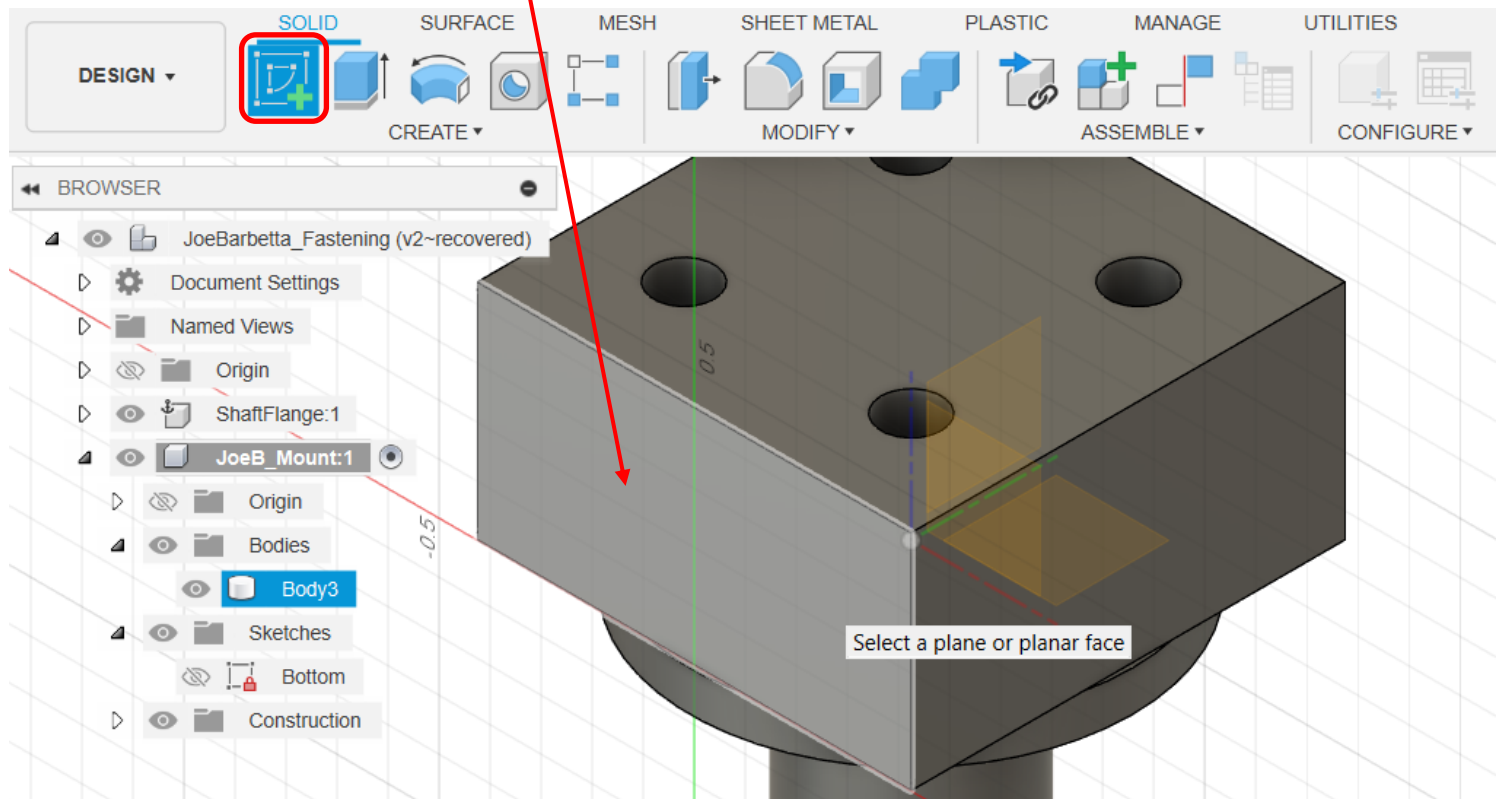 SOLID SURFACE MESH SHEET METAL PLASTIC MANAGE UTILITIES
DESIGN ▾
CREATE ▾ MODIFY ▾ ASSEMBLE ▾ CONFIGURE ▾
BROWSER
JoeBarbetta_Fastening (v2~recovered)
Document Settings
Named Views
Origin
ShaftFlange:1
JoeB_Mount:1
Origin
Bodies
Body3
Sketches
Bottom
Construction
0.5
-0.5
Select a plane or planar face